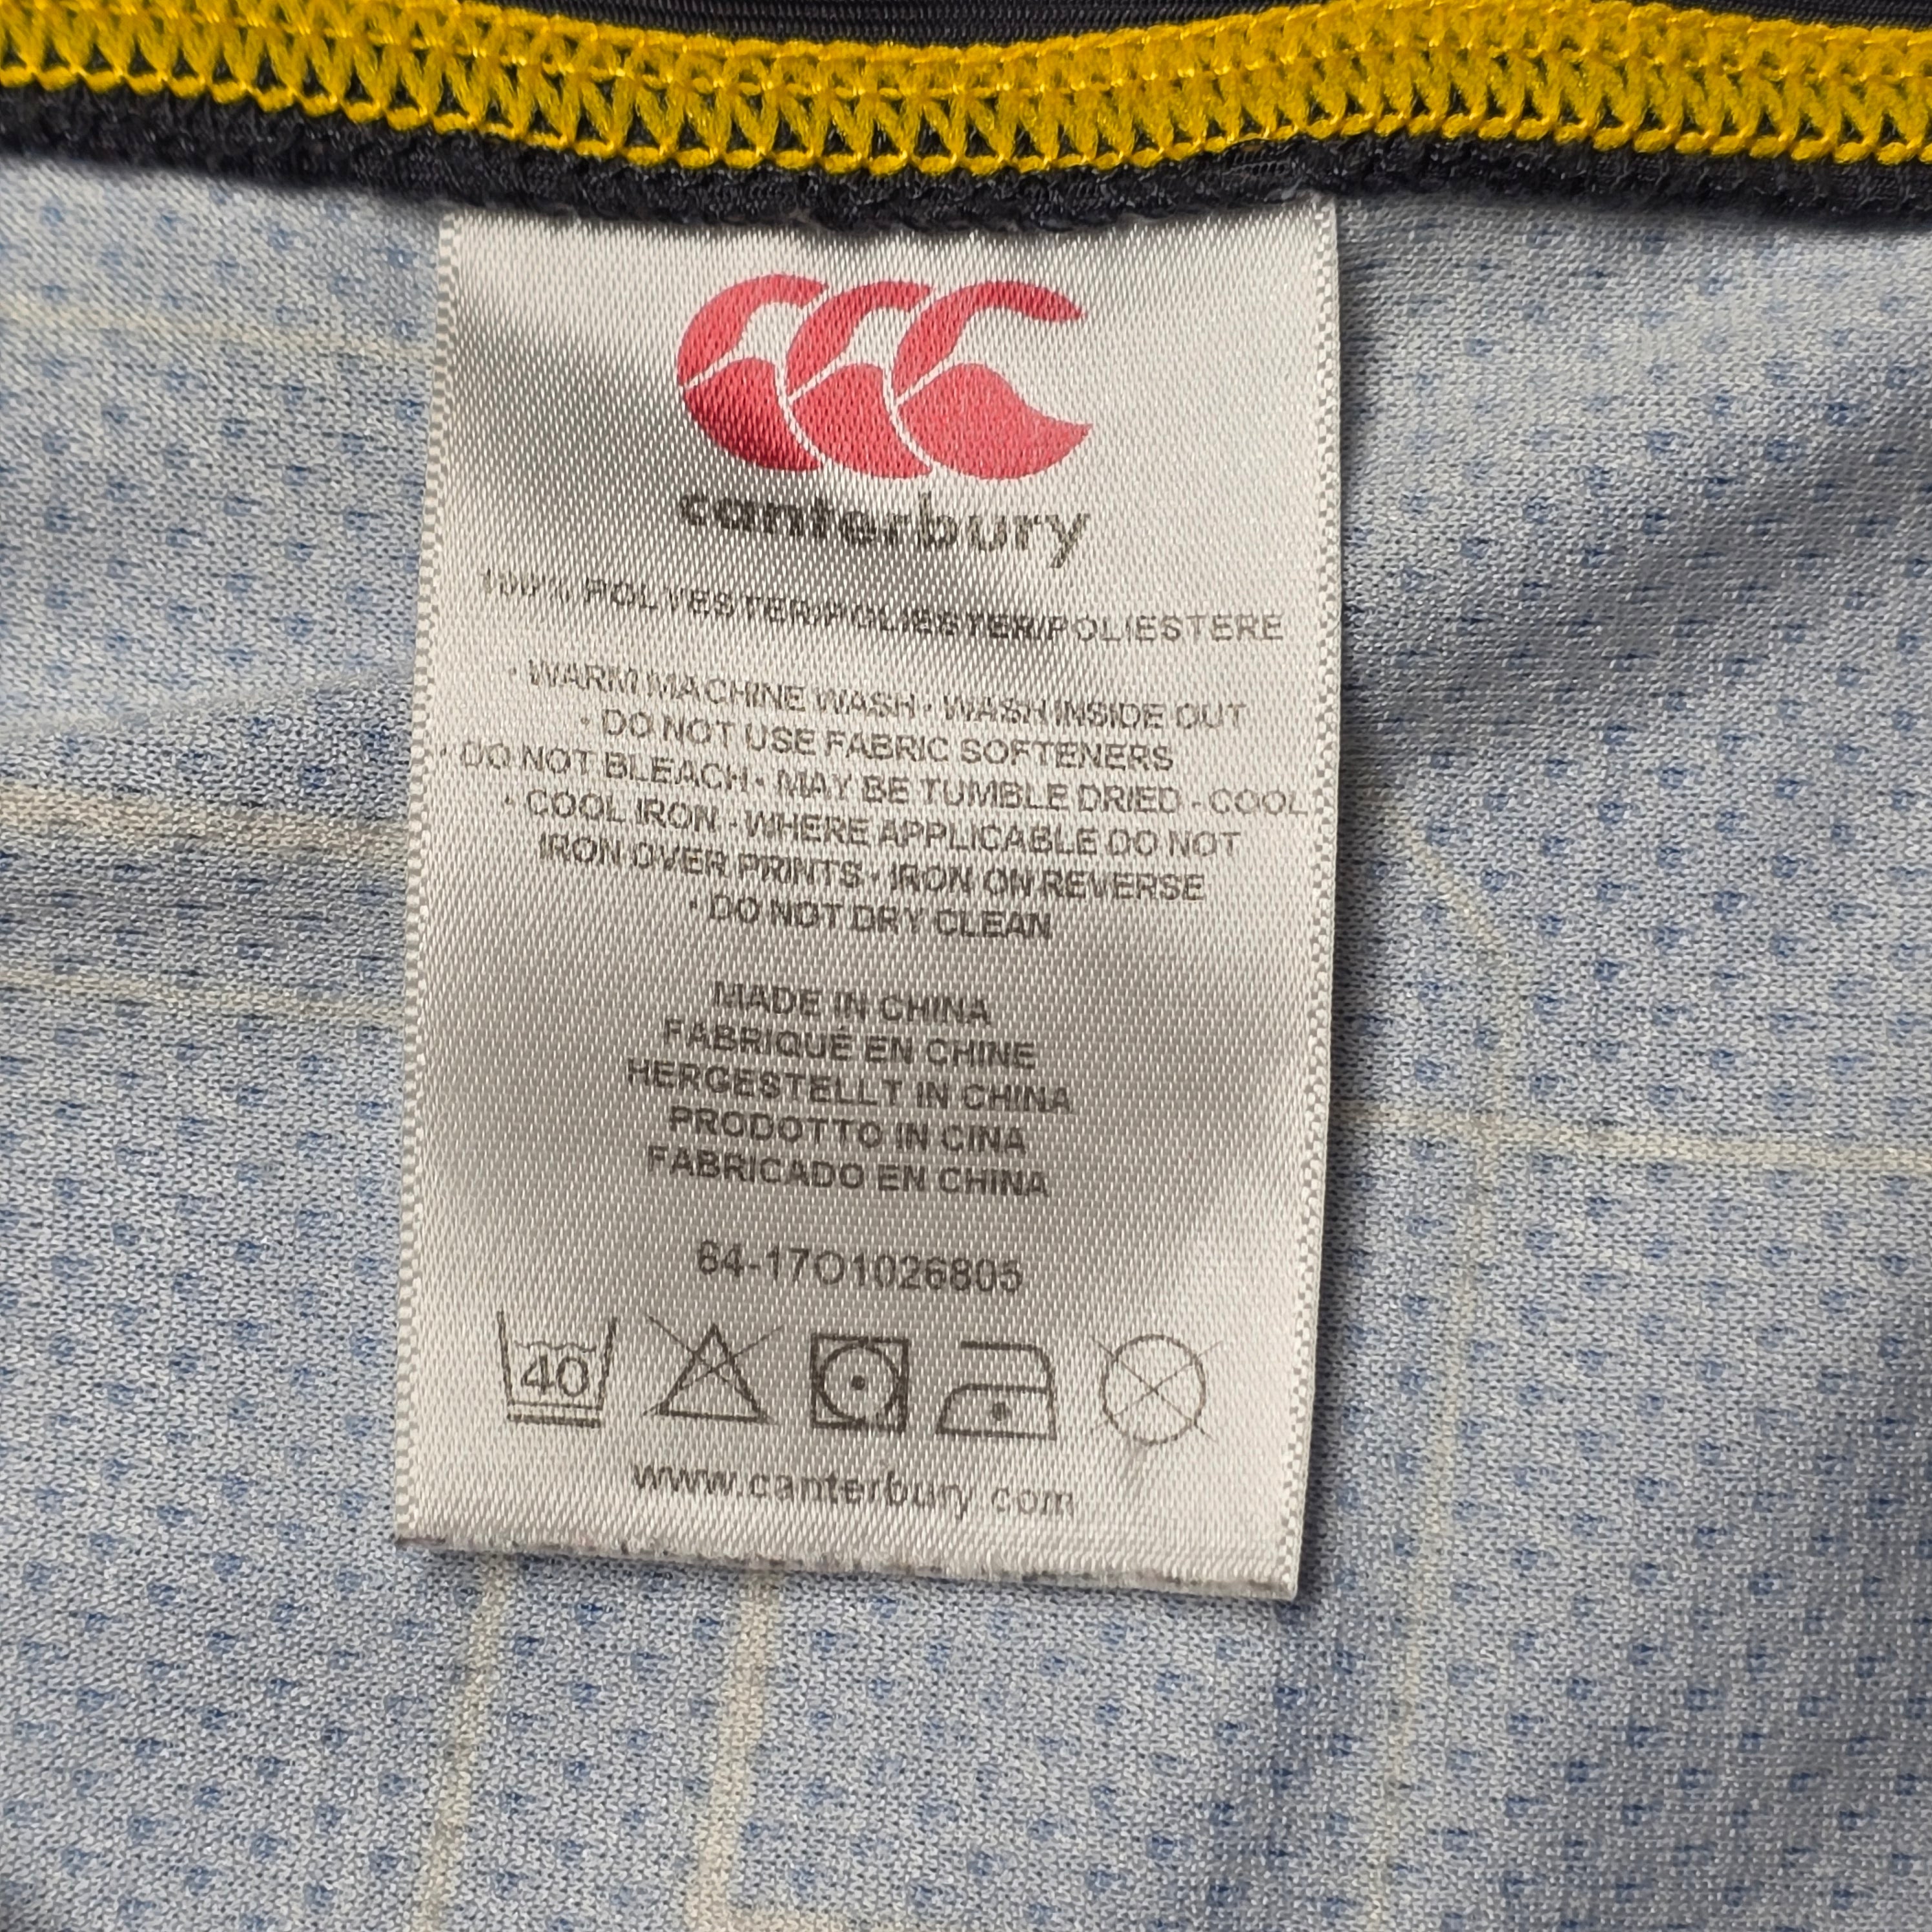 canterbury
100% POLYESTER/POLIESTER/POLIESTERE
• WARM MACHINE WASH • WASH INSIDE OUT
• DO NOT USE FABRIC SOFTENERS
• DO NOT BLEACH • MAY BE TUMBLE DRIED - COOL
• COOL IRON - WHERE APPLICABLE DO NOT
IRON OVER PRINTS • IRON ON REVERSE
• DO NOT DRY CLEAN
MADE IN CHINA
FABRIQUÉ EN CHINE
HERGESTELLT IN CHINA
PRODOTTO IN CINA
FABRICADO EN CHINA
64-17O1026805
40
www.canterbury.com